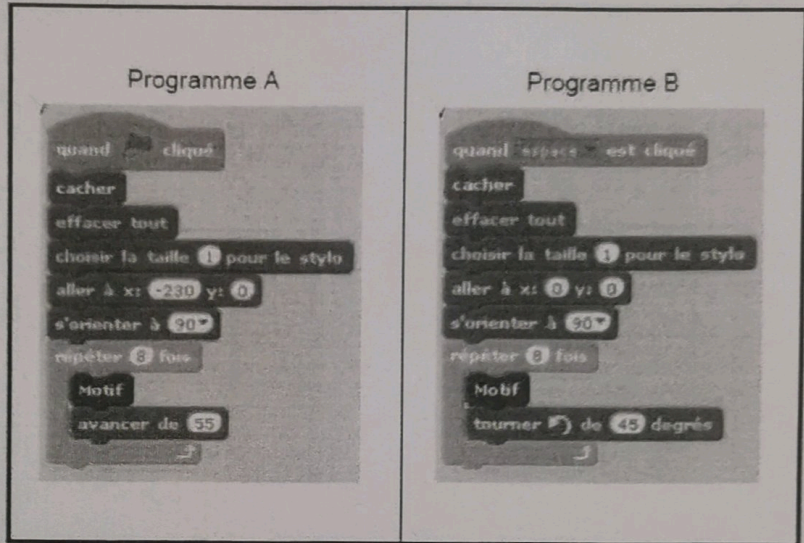 Programme A
quand cliqué
cacher
effacer tout
choisir la taille 1 pour le stylo
aller à x: -230 y: 0
s'orienter à 90
répéter 8 fois
Motif
avancer de 55
Programme B
quand espace est cliqué
cacher
effacer tout
choisir la taille 1 pour le stylo
aller à x: 0 y: 0
s'orienter à 90
répéter 8 fois
Motif
tourner de 45 degrés